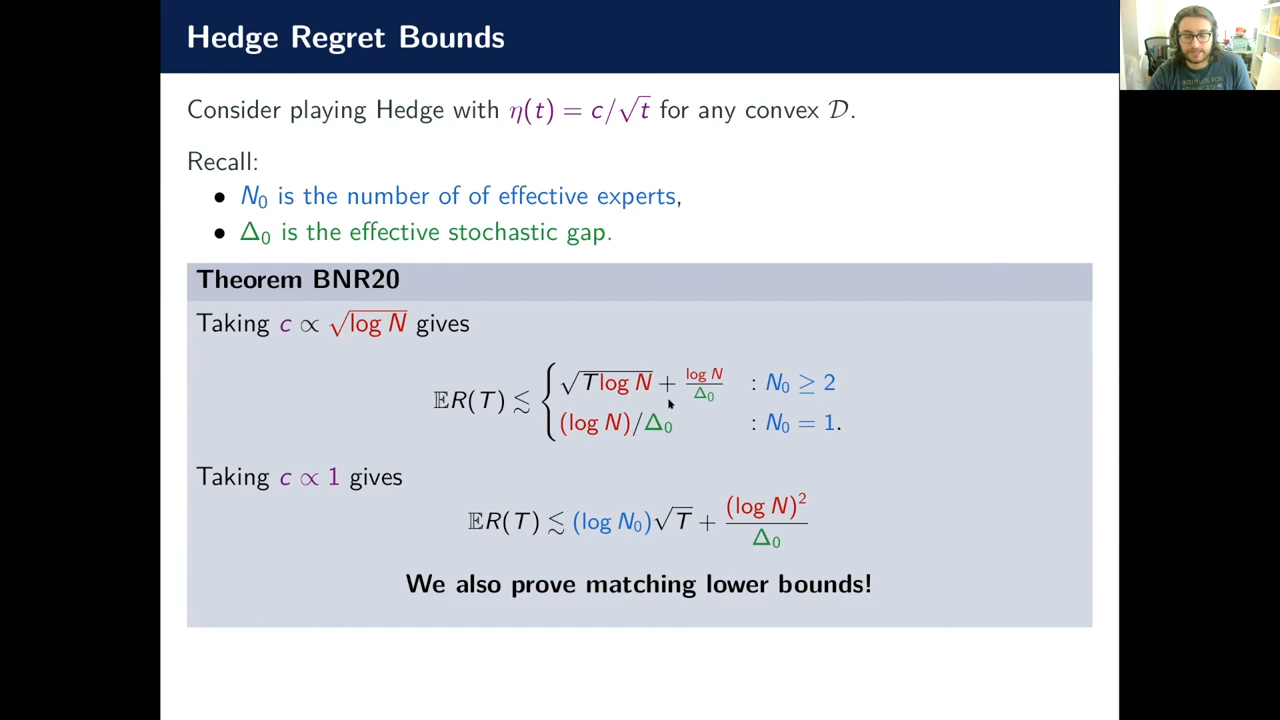 Hedge Regret Bounds
Consider playing Hedge with η(t) = c/√t for any convex 𝒟.
Recall:
• N₀ is the number of of effective experts,
• Δ₀ is the effective stochastic gap.
Theorem BNR20
Taking c ∝ √log N gives
𝔼R(T) ≲ { √T log N + log N / Δ₀ : N₀ ≥ 2
(log N)/Δ₀ : N₀ = 1.
Taking c ∝ 1 gives
𝔼R(T) ≲ (log N₀)√T + (log N)² / Δ₀
We also prove matching lower bounds!
INSTITUTE FOR